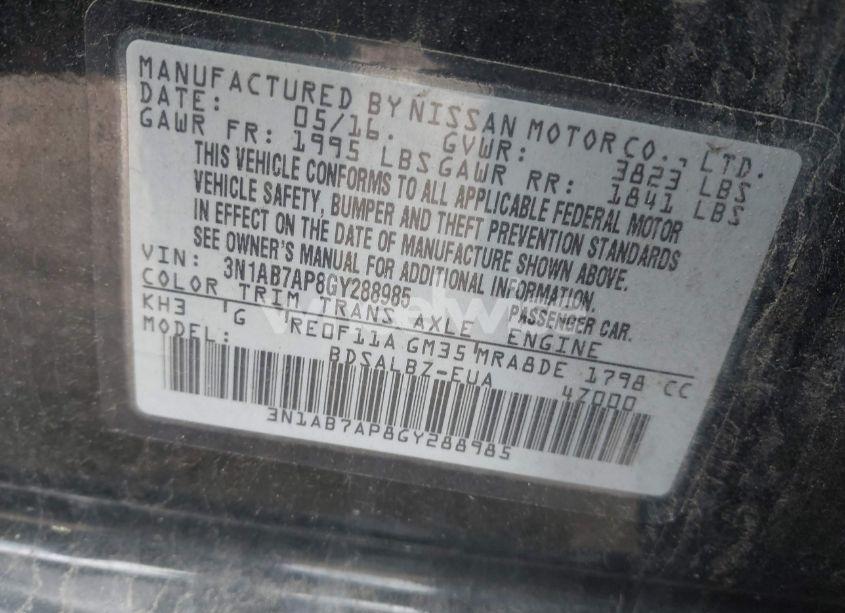 MANUFACTURED BY NISSAN MOTOR CO., LTD.
DATE: 05/16. GVWR: 3823 LBS
GAWR FR: 1995 LBS GAWR RR: 1841 LBS
THIS VEHICLE CONFORMS TO ALL APPLICABLE FEDERAL MOTOR
VEHICLE SAFETY, BUMPER AND THEFT PREVENTION STANDARDS
IN EFFECT ON THE DATE OF MANUFACTURE SHOWN ABOVE.
SEE OWNER'S MANUAL FOR ADDITIONAL INFORMATION.
VIN: 3N1AB7AP8GY288985 PASSENGER CAR.
COLOR TRIM TRANS AXLE ENGINE
KH3 G RE0F11A GM35 MRA8DE 1798 CC
MODEL: BDSALBZ-EUA 47000
3N1AB7AP8GY288985